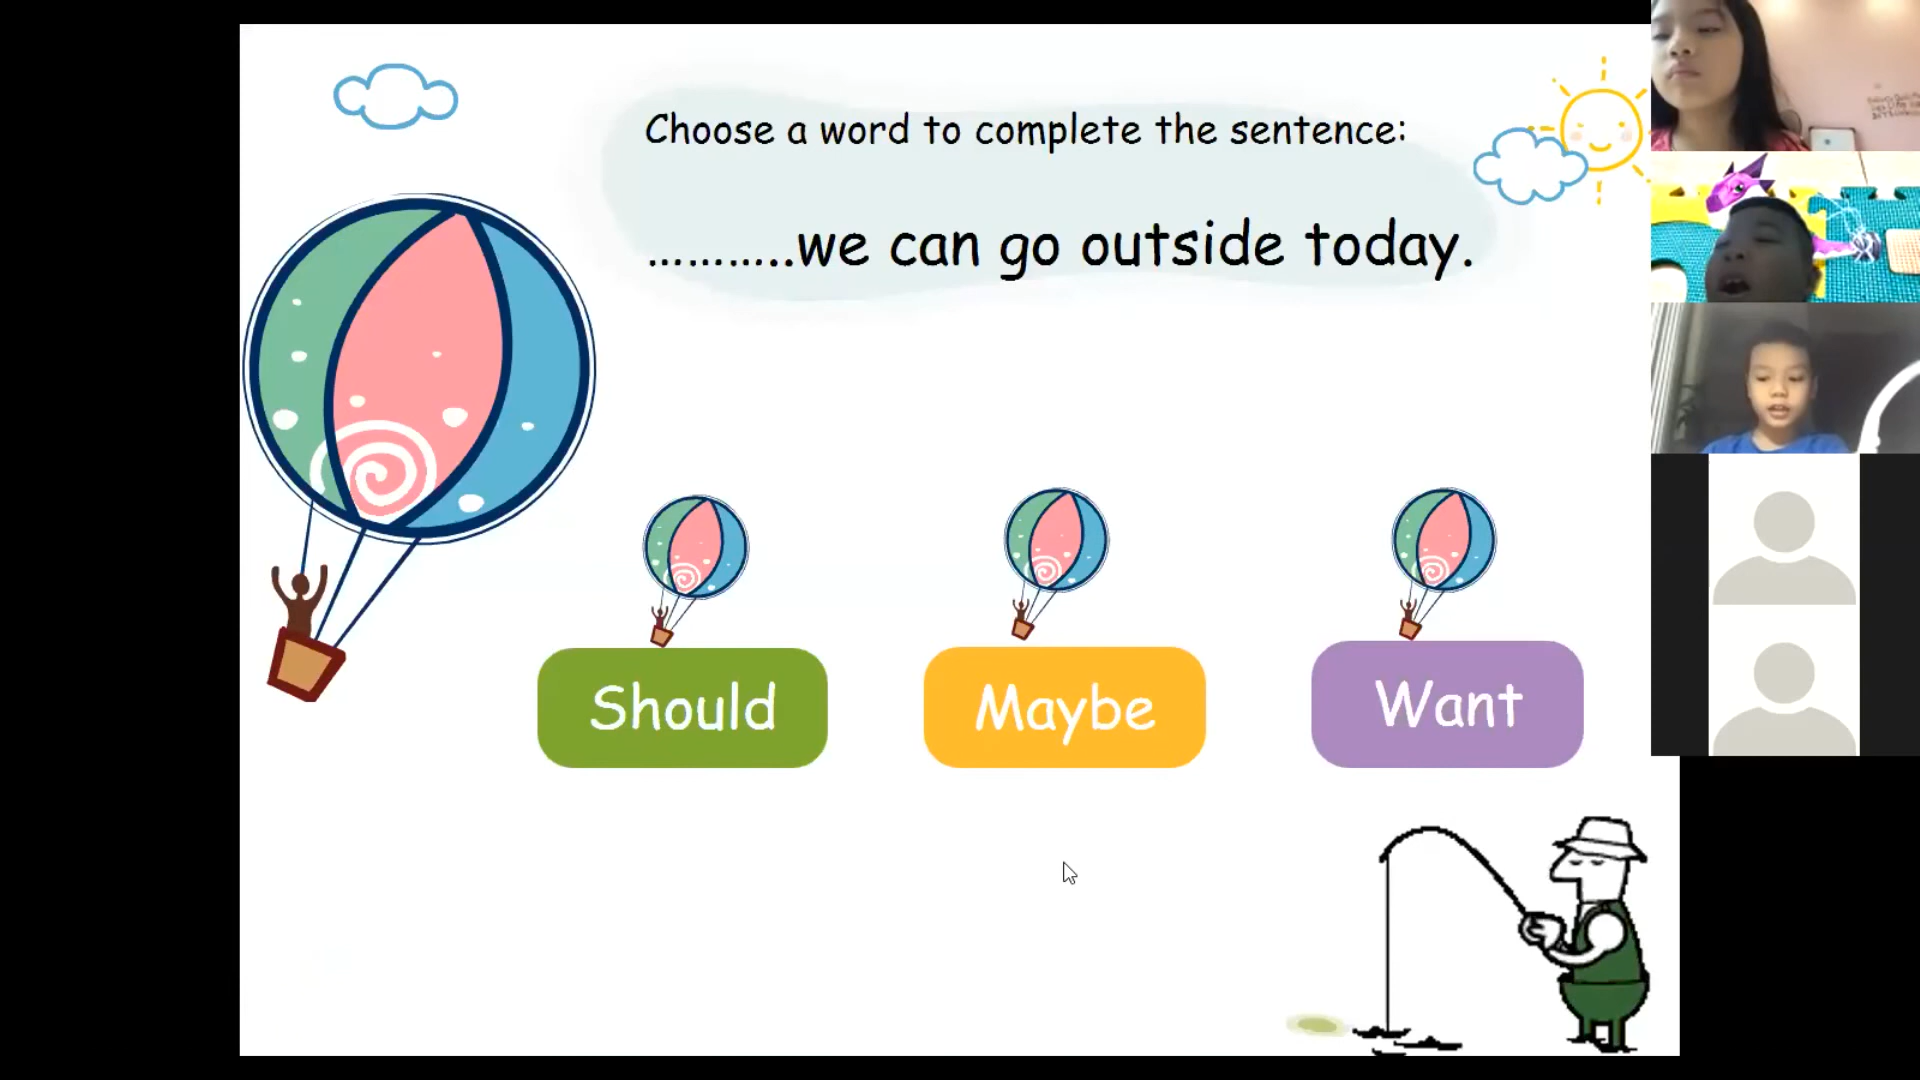 Choose a word to complete the sentence:
………..we can go outside today.
Should
Maybe
Want